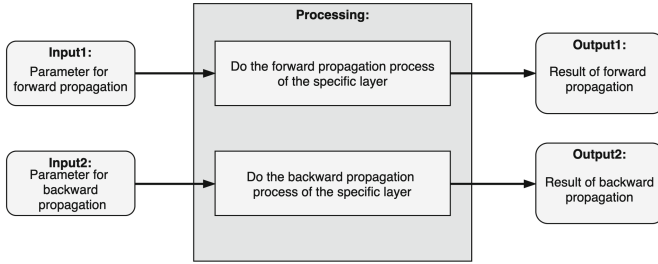 Processing:
Input1:
Parameter for
forward propagation
Do the forward propagation process
of the specific layer
Output1:
Result of forward
propagation
Input2:
Parameter for
backward
propagation
Do the backward propagation
process of the specific layer
Output2:
Result of backward
propagation